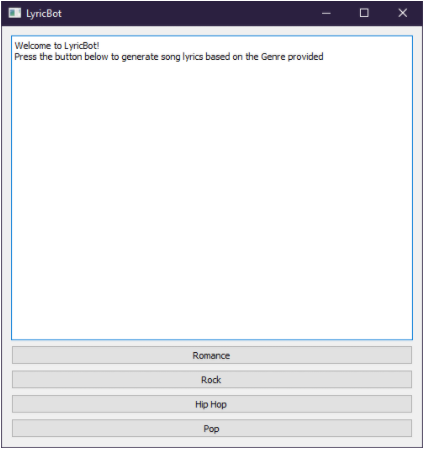 LyricBot
Welcome to LyricBot!
Press the button below to generate song lyrics based on the Genre provided
Romance
Rock
Hip Hop
Pop